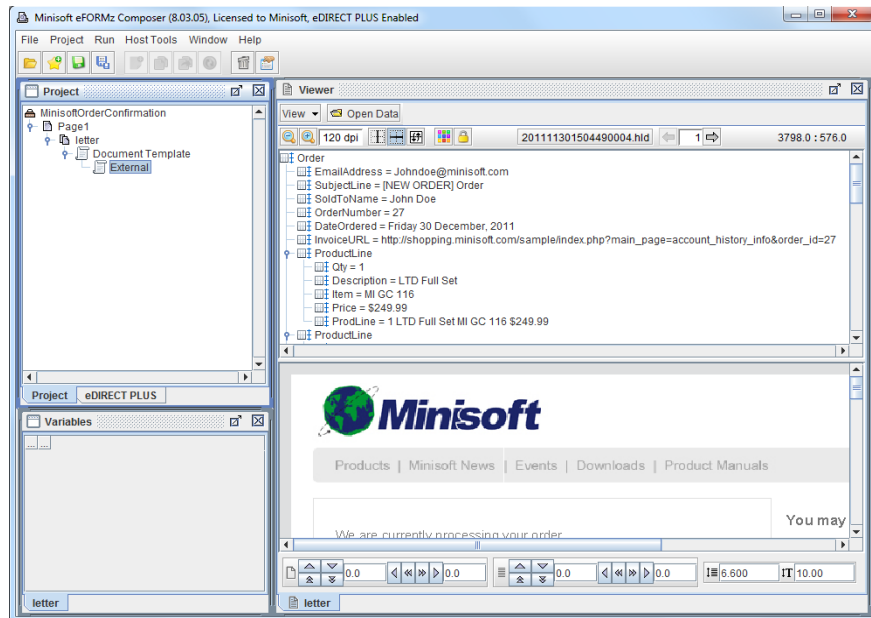 Minisoft eFORMz Composer (8.03.05), Licensed to Minisoft, eDIRECT PLUS Enabled
File Project Run Host Tools Window Help
Project
MinisoftOrderConfirmation
Page1
letter
Document Template
External
Project eDIRECT PLUS
Variables
... ...
letter
Viewer
View Open Data
120 dpi 201111301504490004.hld 1 3798.0 : 576.0
Order
EmailAddress = Johndoe@minisoft.com
SubjectLine = [NEW ORDER] Order
SoldToName = John Doe
OrderNumber = 27
DateOrdered = Friday 30 December, 2011
InvoiceURL = http://shopping.minisoft.com/sample/index.php?main_page=account_history_info&order_id=27
ProductLine
Qty = 1
Description = LTD Full Set
Item = MI GC 116
Price = $249.99
ProdLine = 1 LTD Full Set MI GC 116 $249.99
ProductLine
Minisoft
Products | Minisoft News | Events | Downloads | Product Manuals
You may
We are currently processing your order
0.0 0.0 0.0 0.0 6.600 10.00
letter